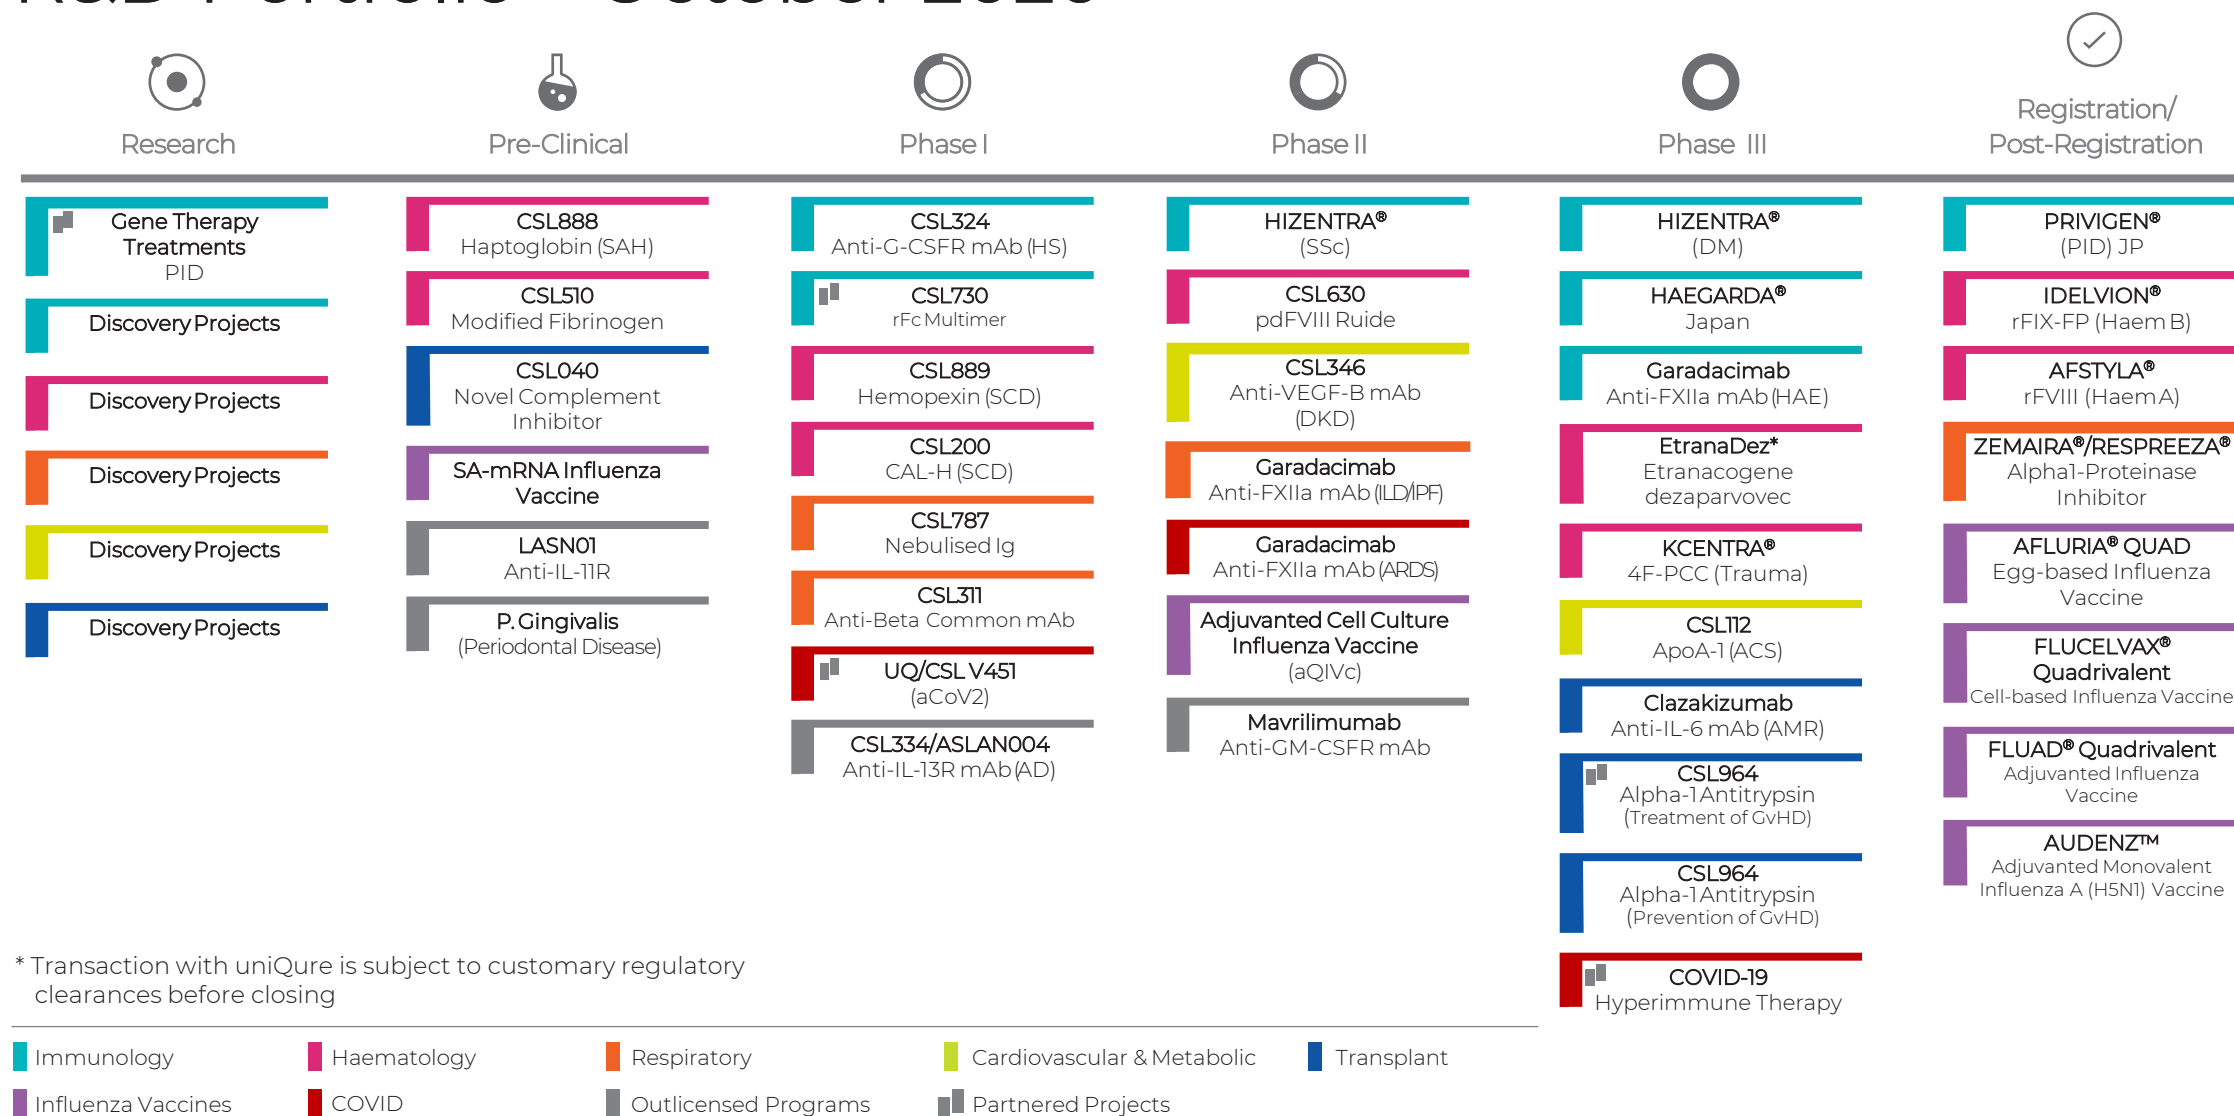 R&D Portfolio – October 2020
Research
Pre-Clinical
Phase I
Phase II
Phase III
Registration/
Post-Registration
Gene Therapy
Treatments
PID
Discovery Projects
Discovery Projects
Discovery Projects
Discovery Projects
Discovery Projects
CSL888
Haptoglobin (SAH)
CSL510
Modified Fibrinogen
CSL040
Novel Complement
Inhibitor
SA-mRNA Influenza
Vaccine
LASN01
Anti-IL-11R
P. Gingivalis
(Periodontal Disease)
CSL324
Anti-G-CSFR mAb (HS)
CSL730
rFc Multimer
CSL889
Hemopexin (SCD)
CSL200
CAL-H (SCD)
CSL787
Nebulised Ig
CSL311
Anti-Beta Common mAb
UQ/CSL V451
(aCoV2)
CSL334/ASLAN004
Anti-IL-13R mAb (AD)
HIZENTRA®
(SSc)
CSL630
pdFVIII Ruide
CSL346
Anti-VEGF-B mAb
(DKD)
Garadacimab
Anti-FXIIa mAb (ILD/IPF)
Garadacimab
Anti-FXIIa mAb (ARDS)
Adjuvanted Cell Culture
Influenza Vaccine
(aQIVc)
Mavrilimumab
Anti-GM-CSFR mAb
HIZENTRA®
(DM)
HAEGARDA®
Japan
Garadacimab
Anti-FXIIa mAb (HAE)
EtranaDez*
Etranacogene
dezaparvovec
KCENTRA®
4F-PCC (Trauma)
CSL112
ApoA-1 (ACS)
Clazakizumab
Anti-IL-6 mAb (AMR)
CSL964
Alpha-1 Antitrypsin
(Treatment of GvHD)
CSL964
Alpha-1 Antitrypsin
(Prevention of GvHD)
COVID-19
Hyperimmune Therapy
PRIVIGEN®
(PID) JP
IDELVION®
rFIX-FP (Haem B)
AFSTYLA®
rFVIII (Haem A)
ZEMAIRA®/RESPREEZA®
Alpha1-Proteinase
Inhibitor
AFLURIA® QUAD
Egg-based Influenza
Vaccine
FLUCELVAX®
Quadrivalent
Cell-based Influenza Vaccine
FLUAD® Quadrivalent
Adjuvanted Influenza
Vaccine
AUDENZ™
Adjuvanted Monovalent
Influenza A (H5N1) Vaccine
* Transaction with uniQure is subject to customary regulatory
clearances before closing
Immunology
Haematology
Respiratory
Cardiovascular & Metabolic
Transplant
Influenza Vaccines
COVID
Outlicensed Programs
Partnered Projects